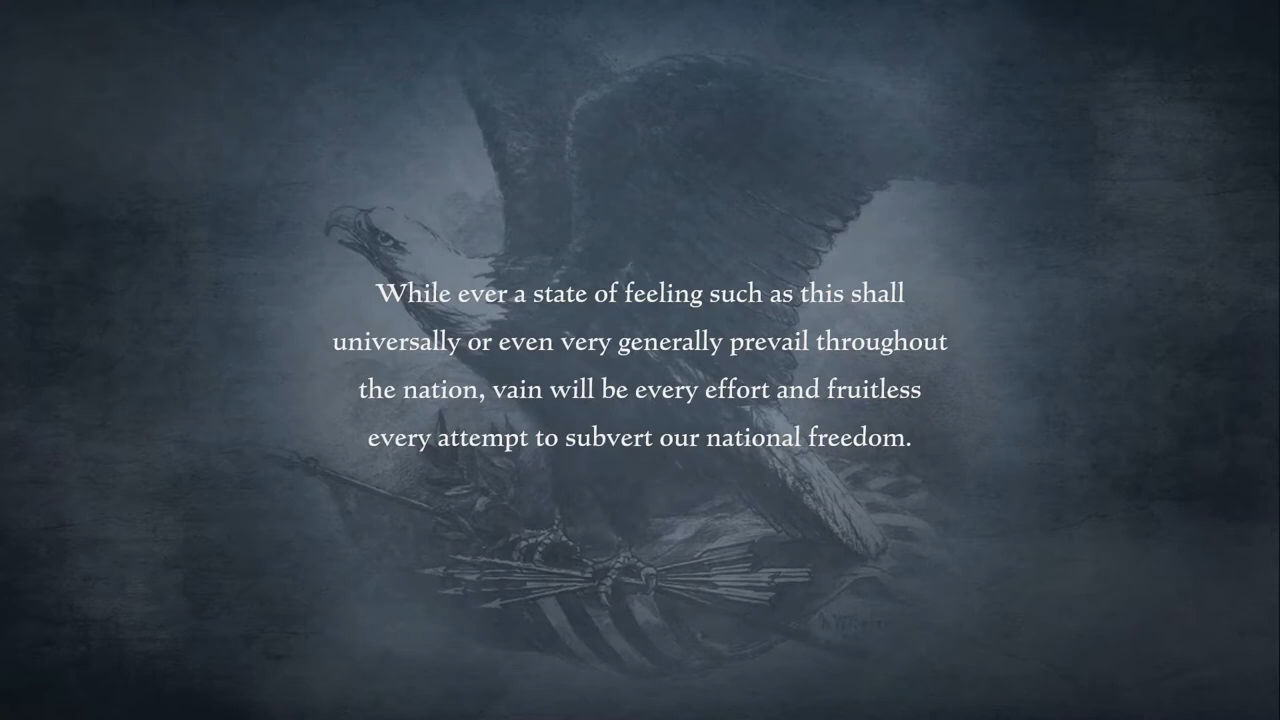 While ever a state of feeling such as this shall
universally or even very generally prevail throughout
the nation, vain will be every effort and fruitless
every attempt to subvert our national freedom.